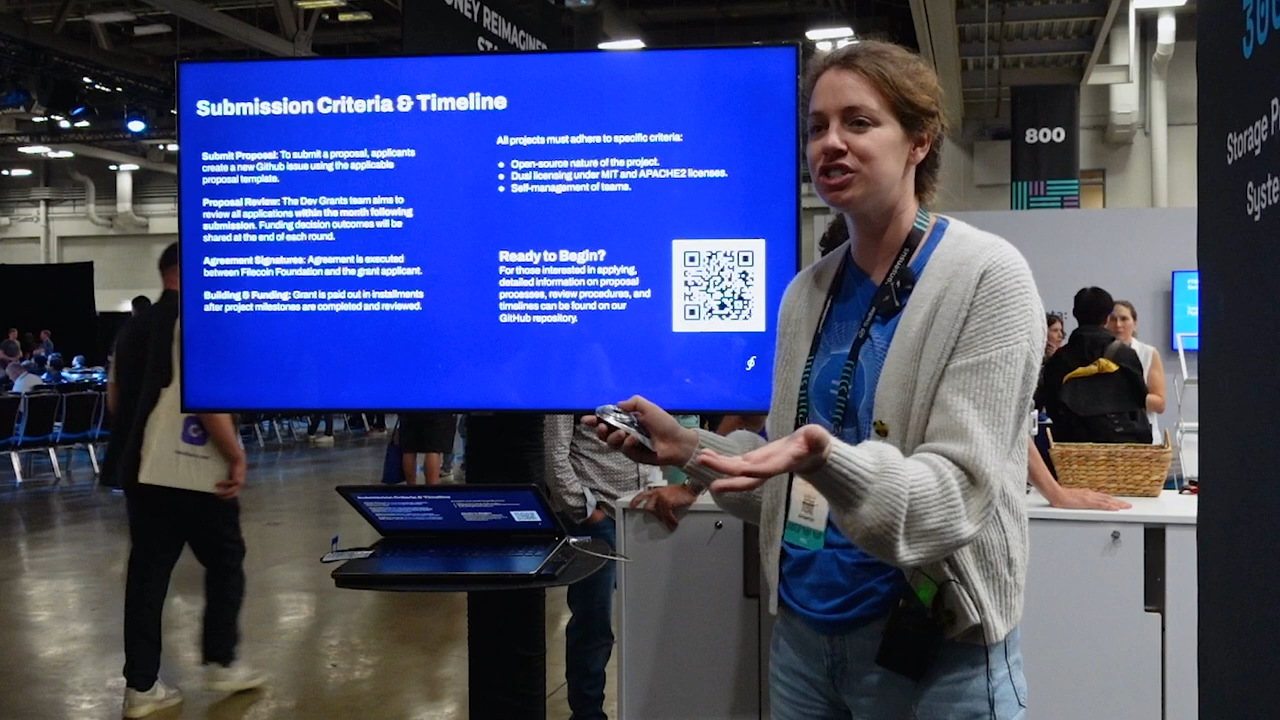 ONEY REIMAGINED
STA
Submission Criteria & Timeline
Submit Proposal: To submit a proposal, applicants
create a new Github issue using the applicable
proposal template.
Proposal Review: The Dev Grants team aims to
review all applications within the month following
submission. Funding decision outcomes will be
shared at the end of each round.
Agreement Signatures: Agreement is executed
between Filecoin Foundation and the grant applicant.
Building & Funding: Grant is paid out in installments
after project milestones are completed and reviewed.
All projects must adhere to specific criteria:
● Open-source nature of the project.
● Dual licensing under MIT and APACHE2 licenses.
● Self-management of teams.
Ready to Begin?
For those interested in applying,
detailed information on proposal
processes, review procedures, and
timelines can be found on our
GitHub repository.
800
Storage P
Syste
Submission Criteria & Timeline